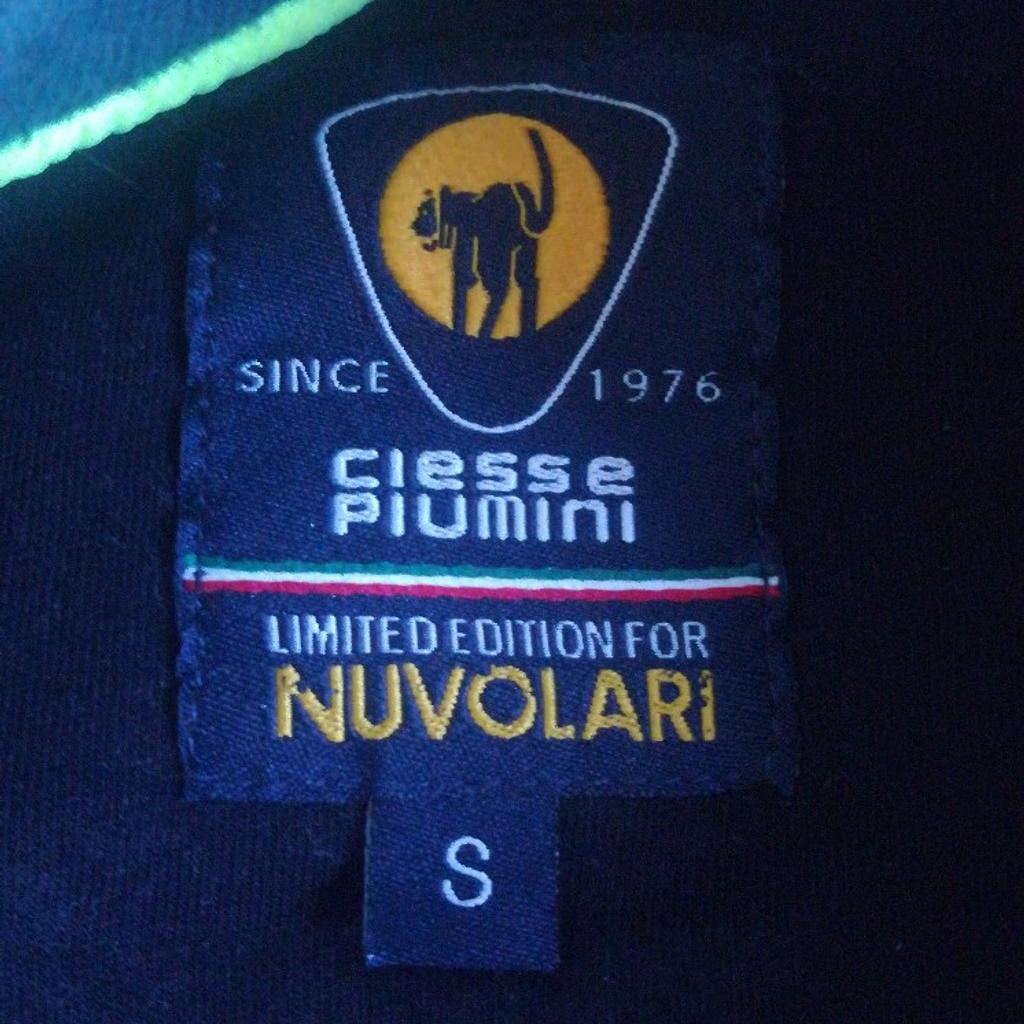 SINCE 1976
ciesse
piumini
LIMITED EDITION FOR
NUVOLARI
S